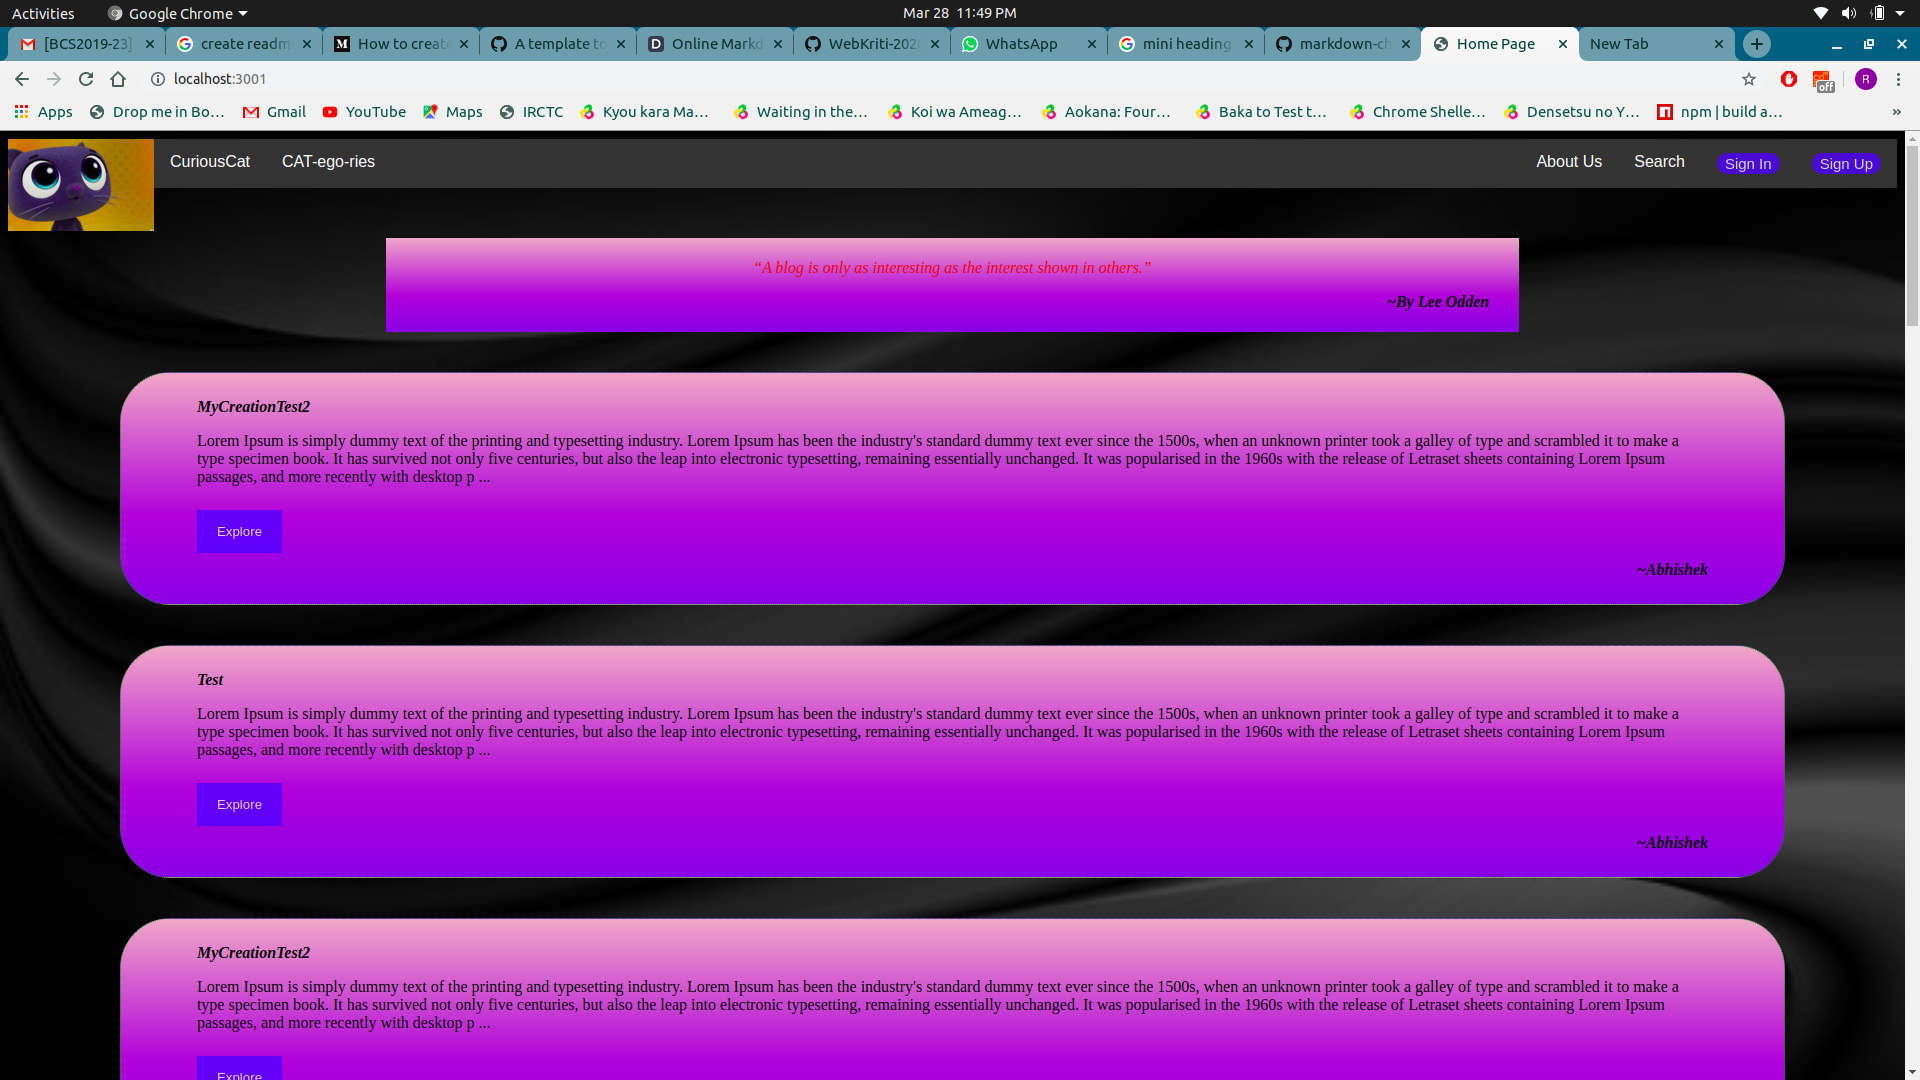 Activities Google Chrome Mar 28 11:49 PM
[BCS2019-23] create readm How to create A template to Online Markd WebKriti-202 WhatsApp mini heading markdown-ch Home Page New Tab
localhost:3001 R off
Apps Drop me in Bo… Gmail YouTube Maps IRCTC Kyou kara Ma… Waiting in the… Koi wa Ameag… Aokana: Four… Baka to Test t… Chrome Shelle… Densetsu no Y… npm | build a… »
CuriousCat CAT-ego-ries About Us Search Sign In Sign Up
“A blog is only as interesting as the interest shown in others.”
~By Lee Odden
MyCreationTest2
Lorem Ipsum is simply dummy text of the printing and typesetting industry. Lorem Ipsum has been the industry's standard dummy text ever since the 1500s, when an unknown printer took a galley of type and scrambled it to make a
type specimen book. It has survived not only five centuries, but also the leap into electronic typesetting, remaining essentially unchanged. It was popularised in the 1960s with the release of Letraset sheets containing Lorem Ipsum
passages, and more recently with desktop p ...
Explore
~Abhishek
Test
Lorem Ipsum is simply dummy text of the printing and typesetting industry. Lorem Ipsum has been the industry's standard dummy text ever since the 1500s, when an unknown printer took a galley of type and scrambled it to make a
type specimen book. It has survived not only five centuries, but also the leap into electronic typesetting, remaining essentially unchanged. It was popularised in the 1960s with the release of Letraset sheets containing Lorem Ipsum
passages, and more recently with desktop p ...
Explore
~Abhishek
MyCreationTest2
Lorem Ipsum is simply dummy text of the printing and typesetting industry. Lorem Ipsum has been the industry's standard dummy text ever since the 1500s, when an unknown printer took a galley of type and scrambled it to make a
type specimen book. It has survived not only five centuries, but also the leap into electronic typesetting, remaining essentially unchanged. It was popularised in the 1960s with the release of Letraset sheets containing Lorem Ipsum
passages, and more recently with desktop p ...
Explore